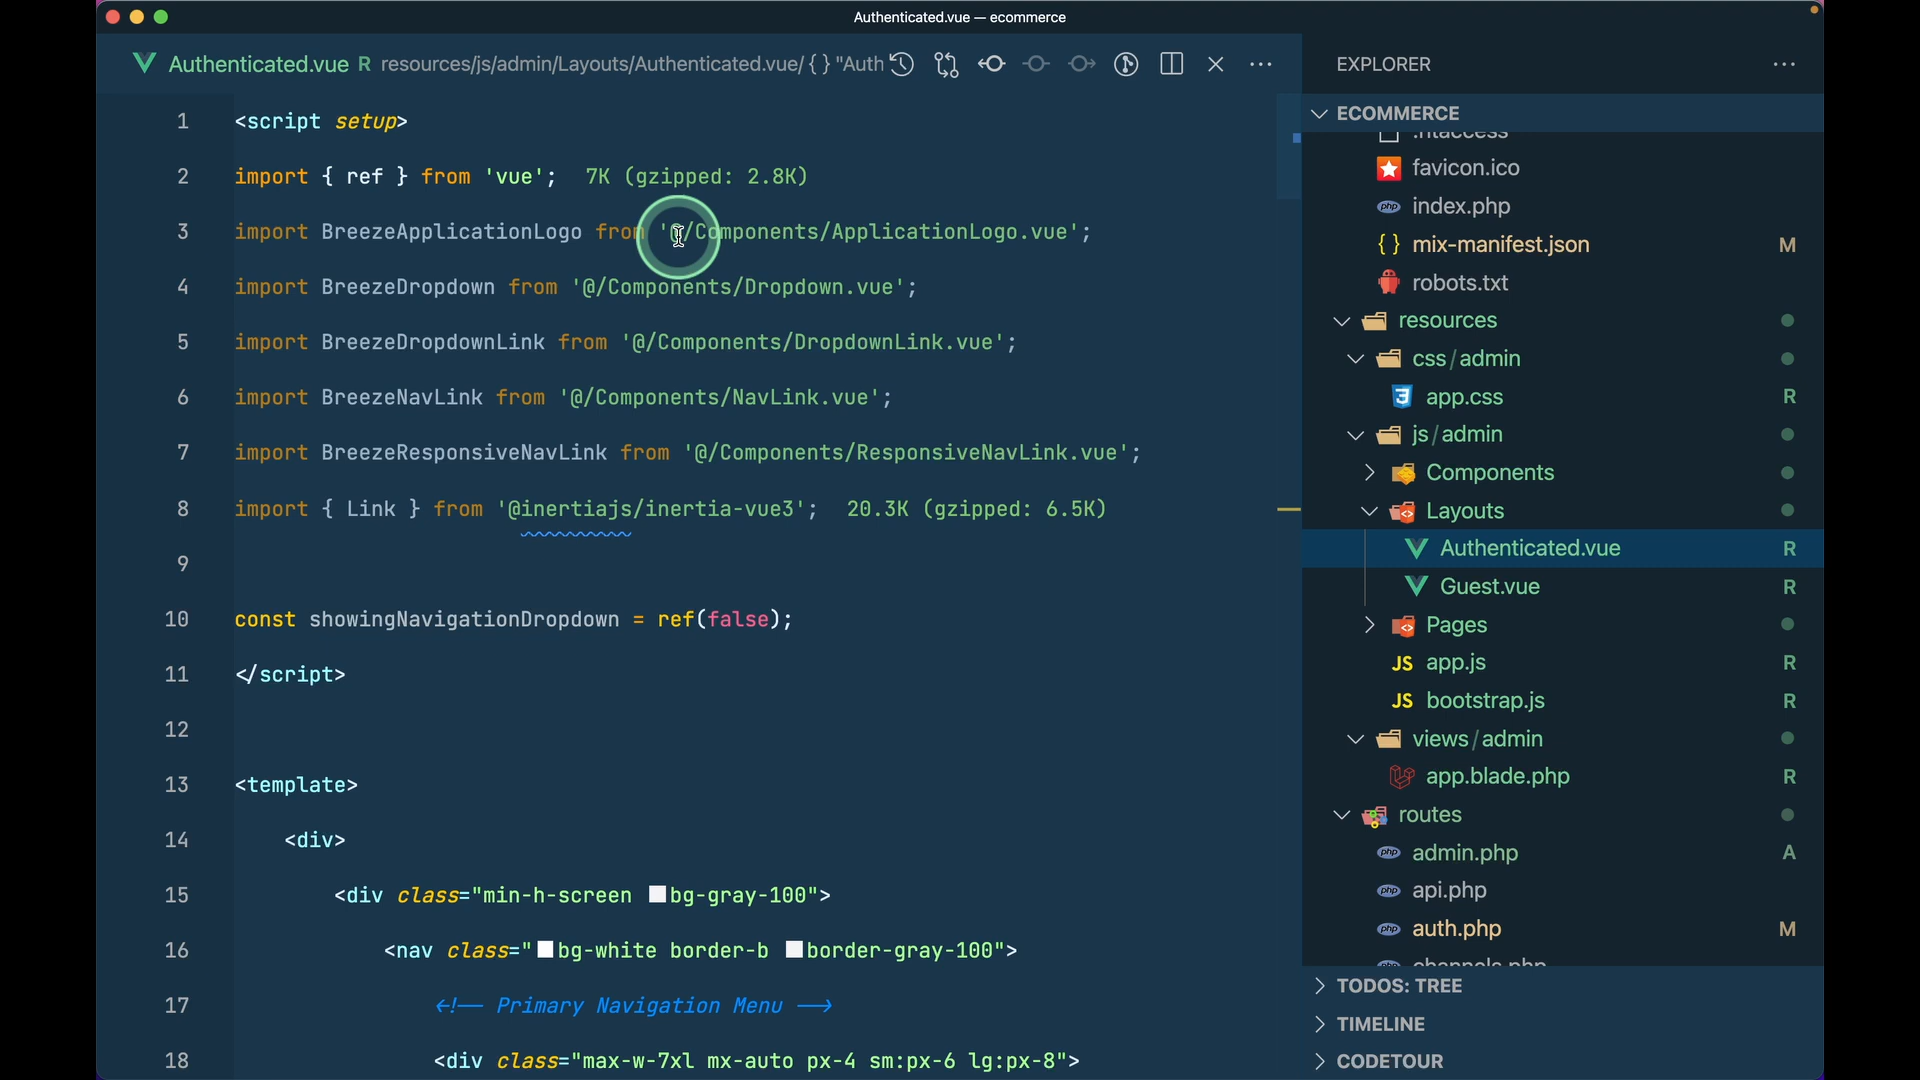 Authenticated.vue — ecommerce
Authenticated.vue R resources/js/admin/Layouts/Authenticated.vue/ { } "Auth
1 <script setup>
2 import { ref } from 'vue'; 7K (gzipped: 2.8K)
3 import BreezeApplicationLogo from '@/Components/ApplicationLogo.vue';
4 import BreezeDropdown from '@/Components/Dropdown.vue';
5 import BreezeDropdownLink from '@/Components/DropdownLink.vue';
6 import BreezeNavLink from '@/Components/NavLink.vue';
7 import BreezeResponsiveNavLink from '@/Components/ResponsiveNavLink.vue';
8 import { Link } from '@inertiajs/inertia-vue3'; 20.3K (gzipped: 6.5K)
9
10 const showingNavigationDropdown = ref(false);
11 </script>
12
13 <template>
14 <div>
15 <div class="min-h-screen bg-gray-100">
16 <nav class="bg-white border-b border-gray-100">
17 <!-- Primary Navigation Menu -->
18 <div class="max-w-7xl mx-auto px-4 sm:px-6 lg:px-8">
EXPLORER
ECOMMERCE
.htaccess
favicon.ico
php index.php
{ } mix-manifest.json M
robots.txt
resources
css/admin
app.css R
js/admin
Components
Layouts
Authenticated.vue R
Guest.vue R
Pages
JS app.js R
JS bootstrap.js R
views/admin
app.blade.php R
routes
php admin.php A
php api.php
php auth.php M
php channels.php
TODOS: TREE
TIMELINE
CODETOUR